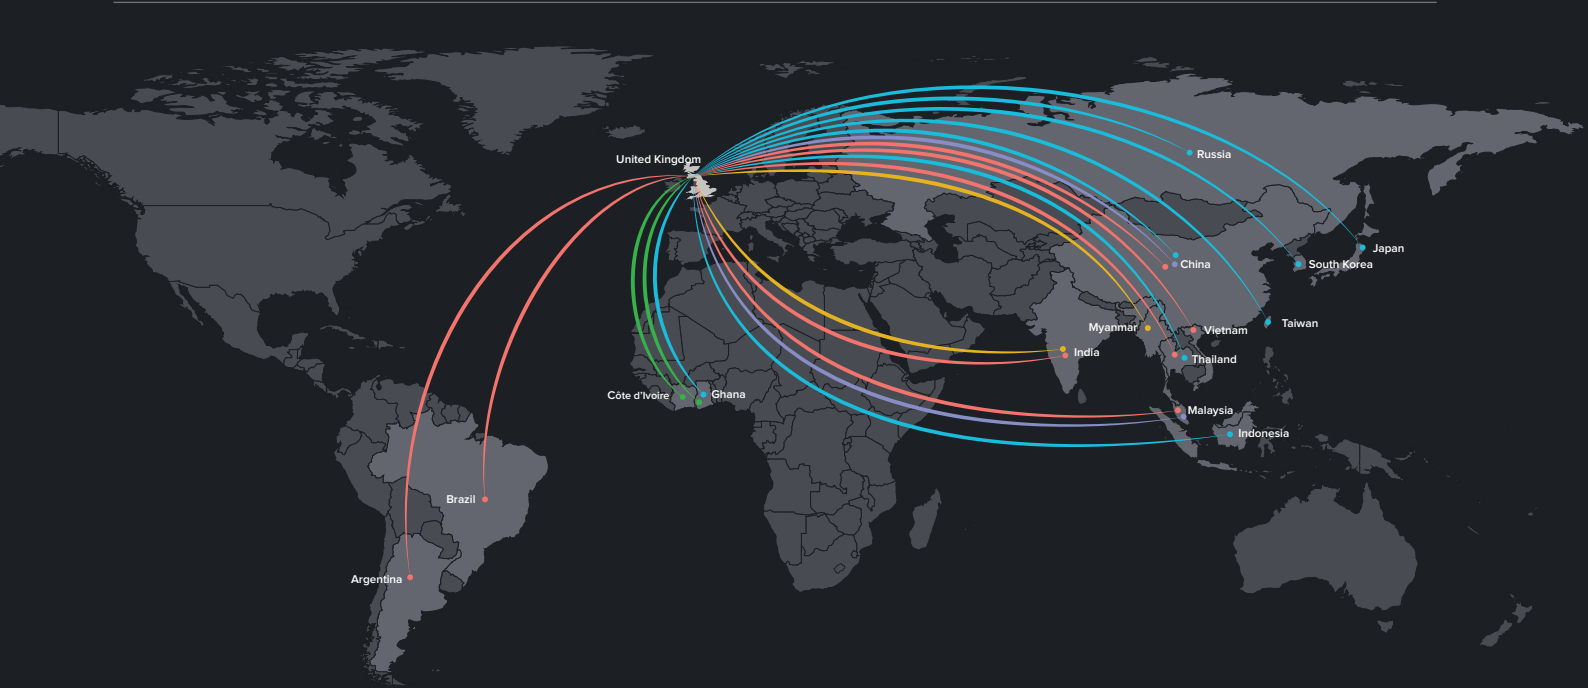 United Kingdom
Russia
Japan
China
South Korea
Taiwan
Myanmar
Vietnam
India
Thailand
Côte d'Ivoire
Ghana
Malaysia
Indonesia
Brazil
Argentina